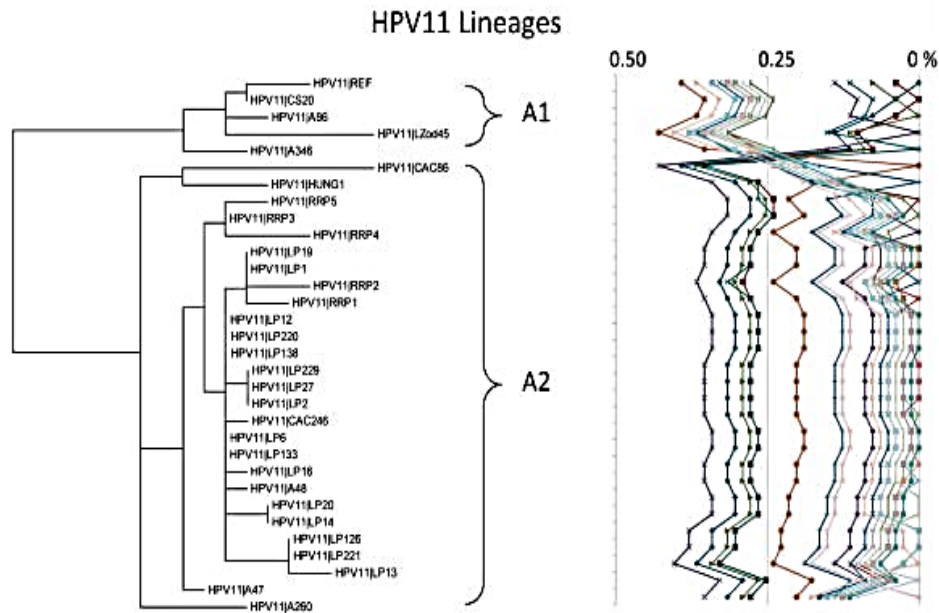 HPV11 Lineages
0.50 0.25 0 %
HPV11|REF
HPV11|CS20
HPV11|A86
HPV11|LZod45
HPV11|A346
A1
HPV11|CAC96
HPV11|HUNG1
HPV11|RRP5
HPV11|RRP3
HPV11|RRP4
HPV11|LP19
HPV11|LP1
HPV11|RRP2
HPV11|RRP1
HPV11|LP12
HPV11|LP220
HPV11|LP138
HPV11|LP229
HPV11|LP27
HPV11|LP2
A2
HPV11|CAC246
HPV11|LP6
HPV11|LP133
HPV11|LP16
HPV11|A48
HPV11|LP20
HPV11|LP14
HPV11|LP126
HPV11|LP221
HPV11|LP13
HPV11|A47
HPV11|A260